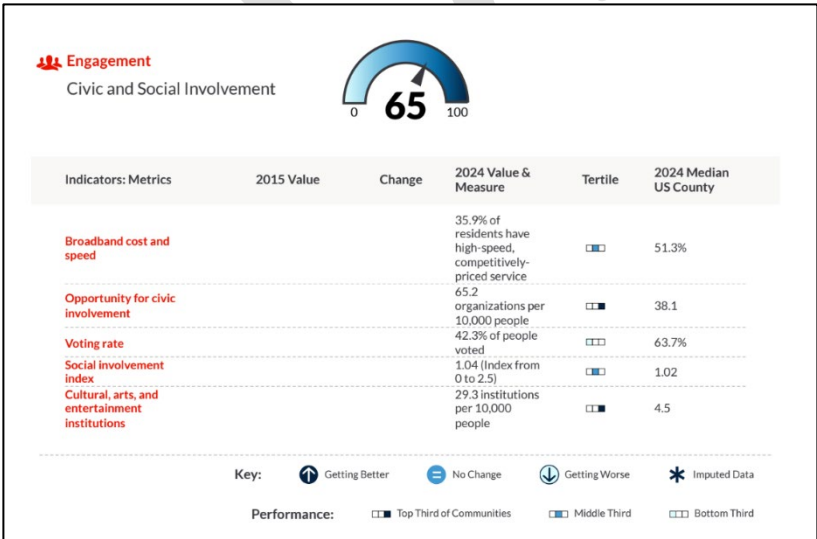 Engagement
Civic and Social Involvement
0 65 100
Indicators: Metrics 2015 Value Change 2024 Value & Measure Tertile 2024 Median US County
Broadband cost and
speed
35.9% of
residents have
high-speed,
competitively-
priced service
51.3%
Opportunity for civic
involvement
65.2
organizations per
10,000 people
38.1
Voting rate
42.3% of people
voted
63.7%
Social involvement
index
1.04 (Index from
0 to 2.5)
1.02
Cultural, arts, and
entertainment
institutions
29.3 institutions
per 10,000
people
4.5
Key: Getting Better No Change Getting Worse Imputed Data
Performance: Top Third of Communities Middle Third Bottom Third